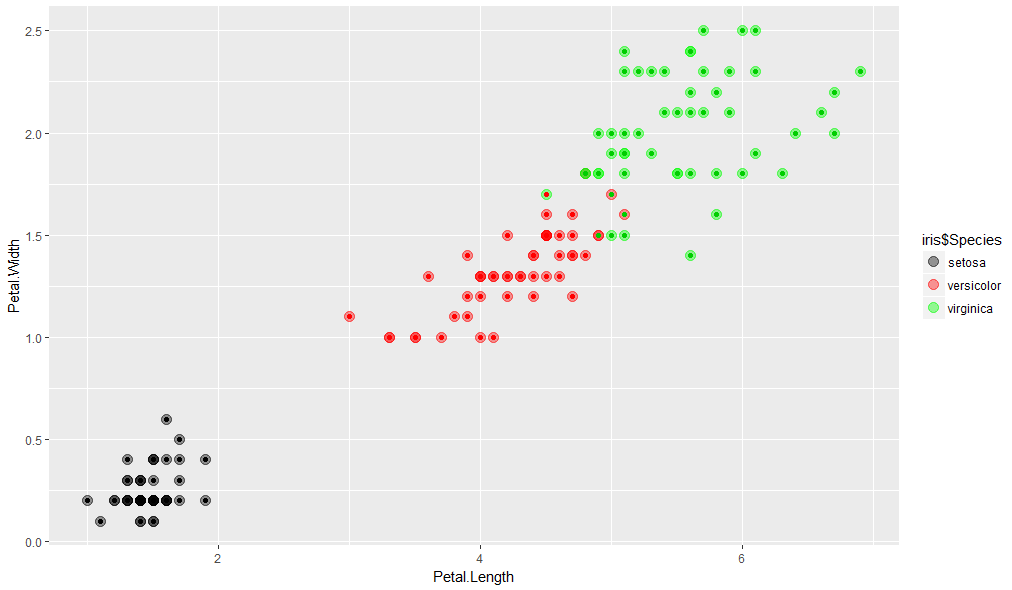 2.5
2.0
1.5
1.0
0.5
0.0
Petal.Width
2 4 6
Petal.Length
iris$Species
setosa
versicolor
virginica